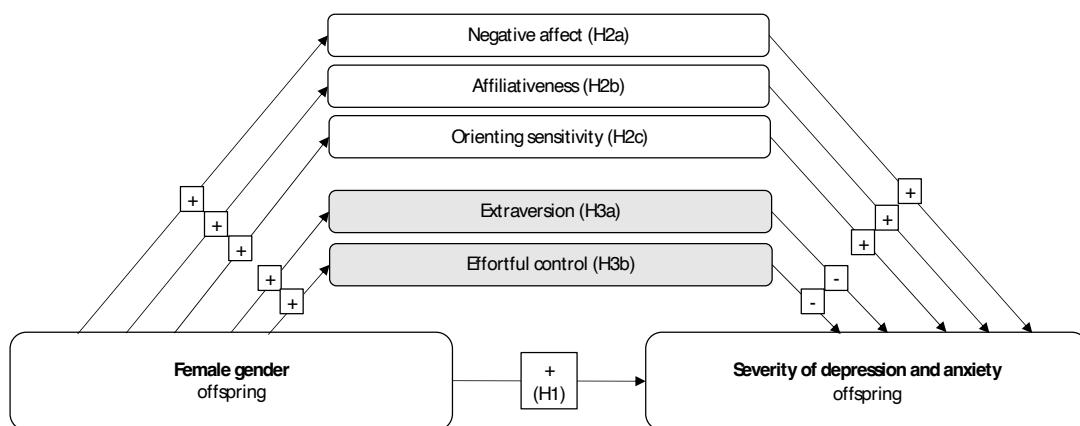 Negative affect (H2a)
Affiliativeness (H2b)
Orienting sensitivity (H2c)
+
+
+
+
+
+
Extraversion (H3a)
Effortful control (H3b)
+
+
-
-
Female gender
offspring
+
(H1)
Severity of depression and anxiety
offspring